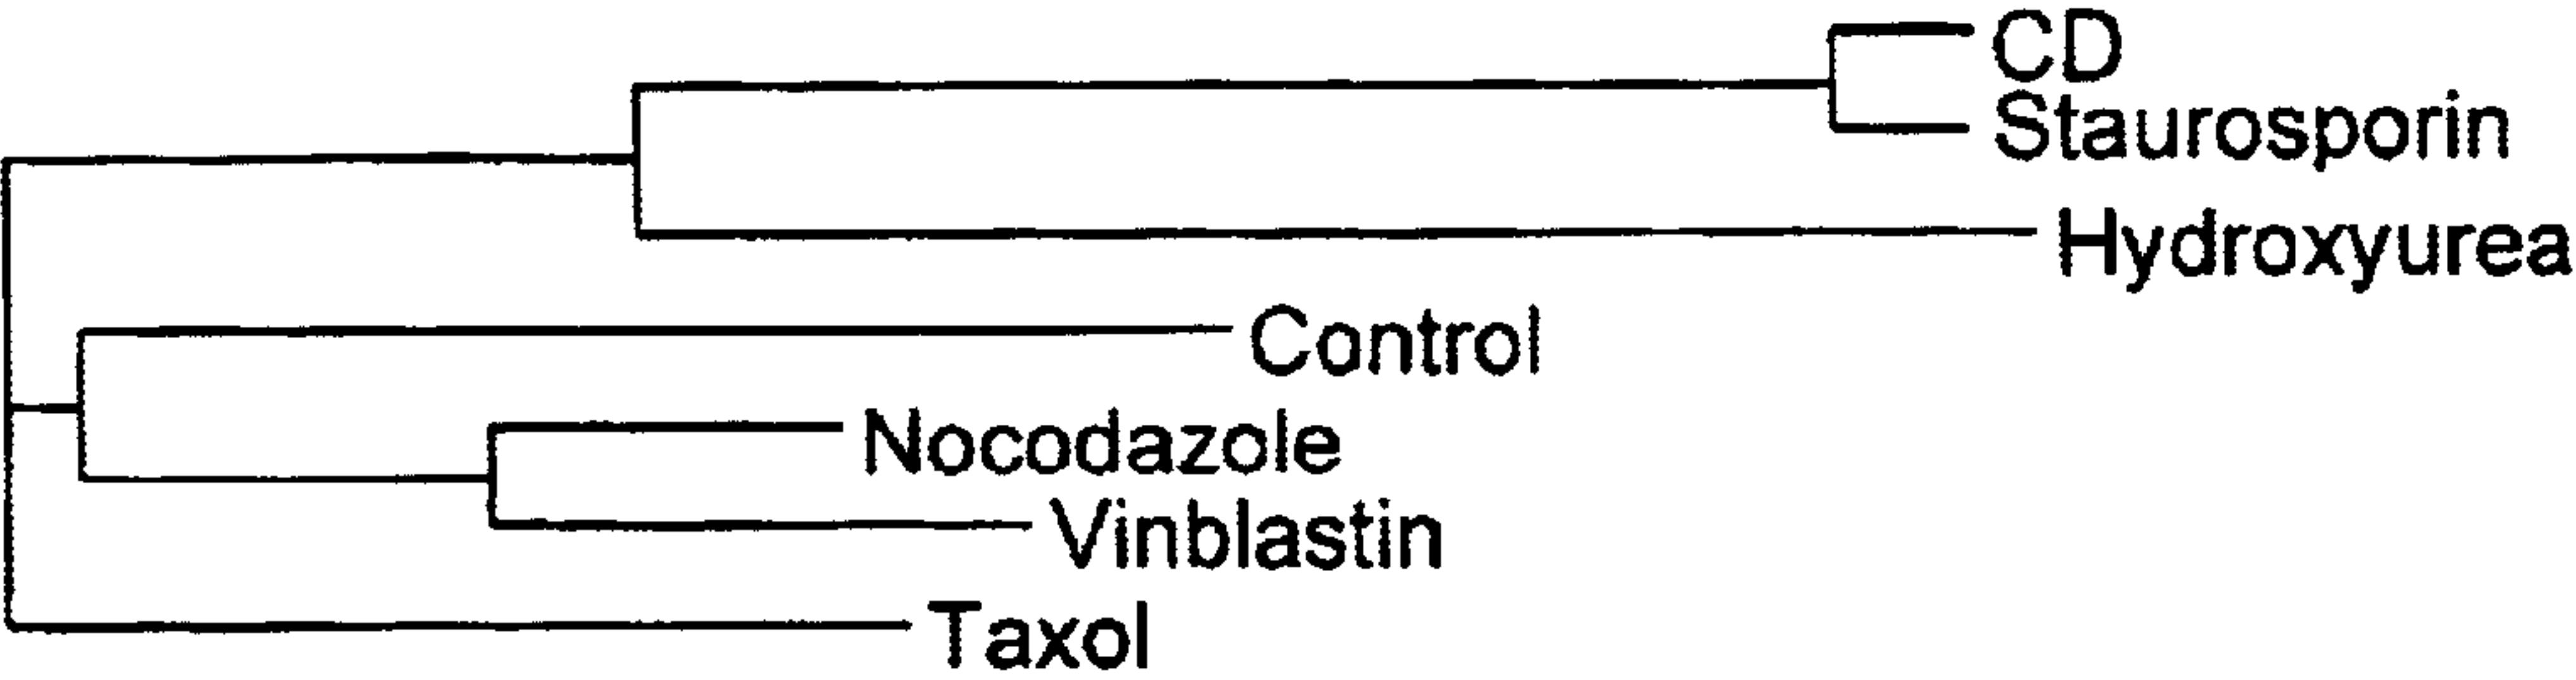 CD
Staurosporin
Hydroxyurea
Control
Nocodazole
Vinblastin
Taxol